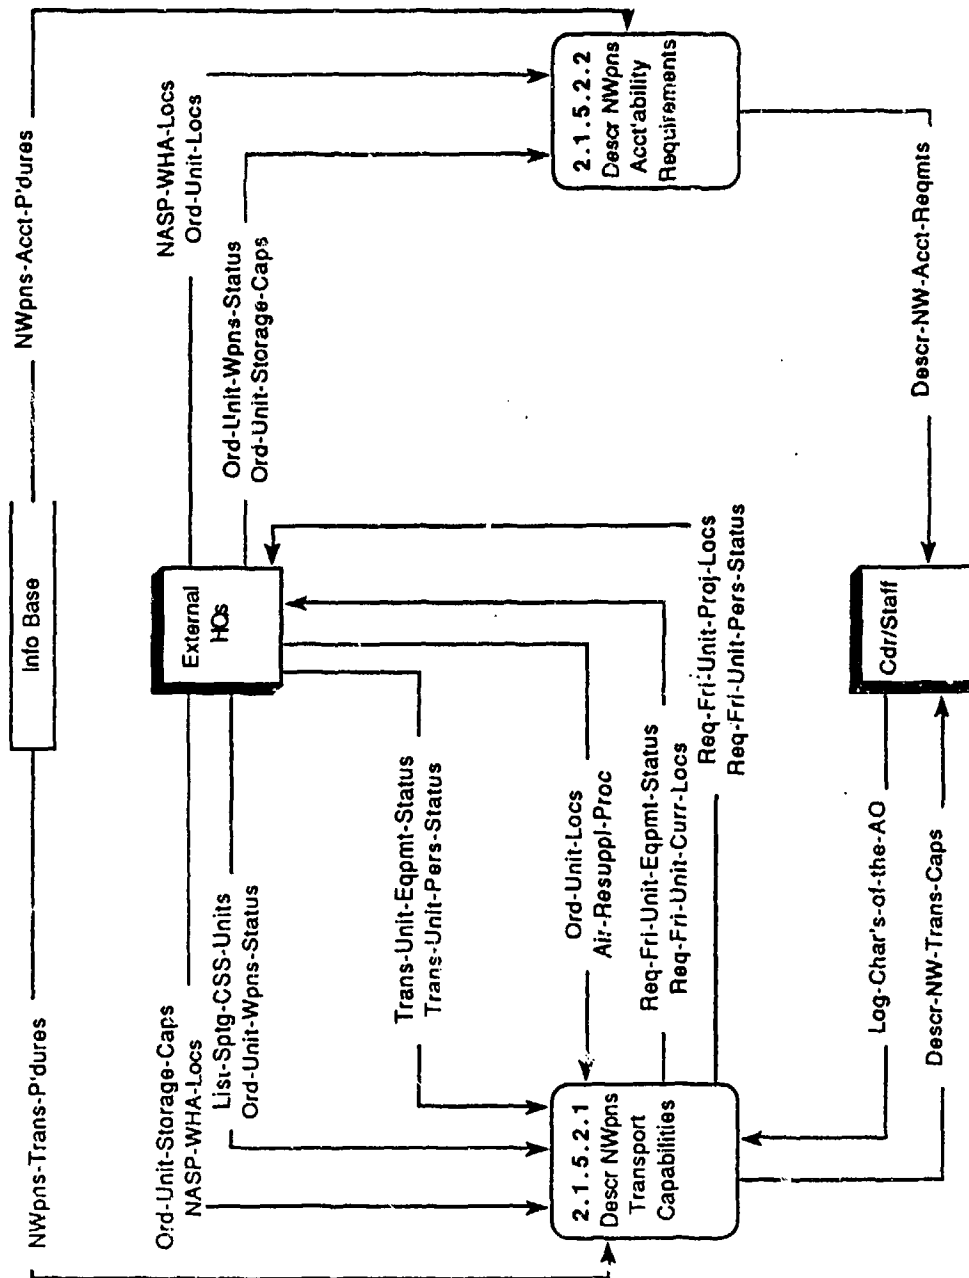 NWpns-Trans-P'dures
Info Base
NWpns-Acct-P'dures
Ord-Unit-Storage-Caps
NASP-WHA-Locs
List-Sptg-CSS-Units
Ord-Unit-Wpns-Status
External
HQs
NASP-WHA-Locs
Ord-Unit-Locs
Ord-Unit-Wpns-Status
Ord-Unit-Storage-Caps
Trans-Unit-Eqpmt-Status
Trans-Unit-Pers-Status
Ord-Unit-Locs
Air-Resuppl-Proc
Req-Fri-Unit-Eqpmt-Status
Req-Fri-Unit-Curr-Locs
Req-Fri-Unit-Proj-Locs
Req-Fri-Unit-Pers-Status
2.1.5.2.1
Descr NWpns
Transport
Capabilities
2.1.5.2.2
Descr NWpns
Acct'ability
Requirements
Log-Char's-of-the-AO
Descr-NW-Trans-Caps
Cdr/Staff
Descr-NW-Acct-Reqmts